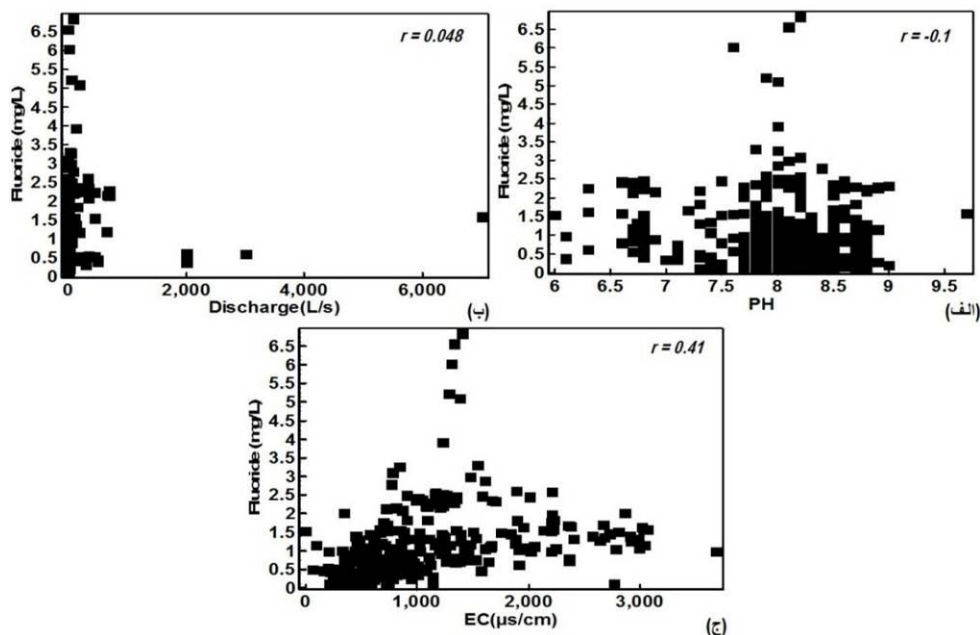 r = 0.048
Fluoride (mg/L)
6.5
6
5.5
5
4.5
4
3.5
3
2.5
2
1.5
1
0.5
0
0 2,000 4,000 6,000
Discharge(L/s)
(ب)
r = -0.1
Fluoride (mg/L)
6.5
6
5.5
5
4.5
4
3.5
3
2.5
2
1.5
1
0.5
0
6 6.5 7 7.5 8 8.5 9 9.5
PH
(الف)
r = 0.41
Fluoride (mg/L)
6.5
6
5.5
5
4.5
4
3.5
3
2.5
2
1.5
1
0.5
0
0 1,000 2,000 3,000
EC(µs/cm)
(ج)